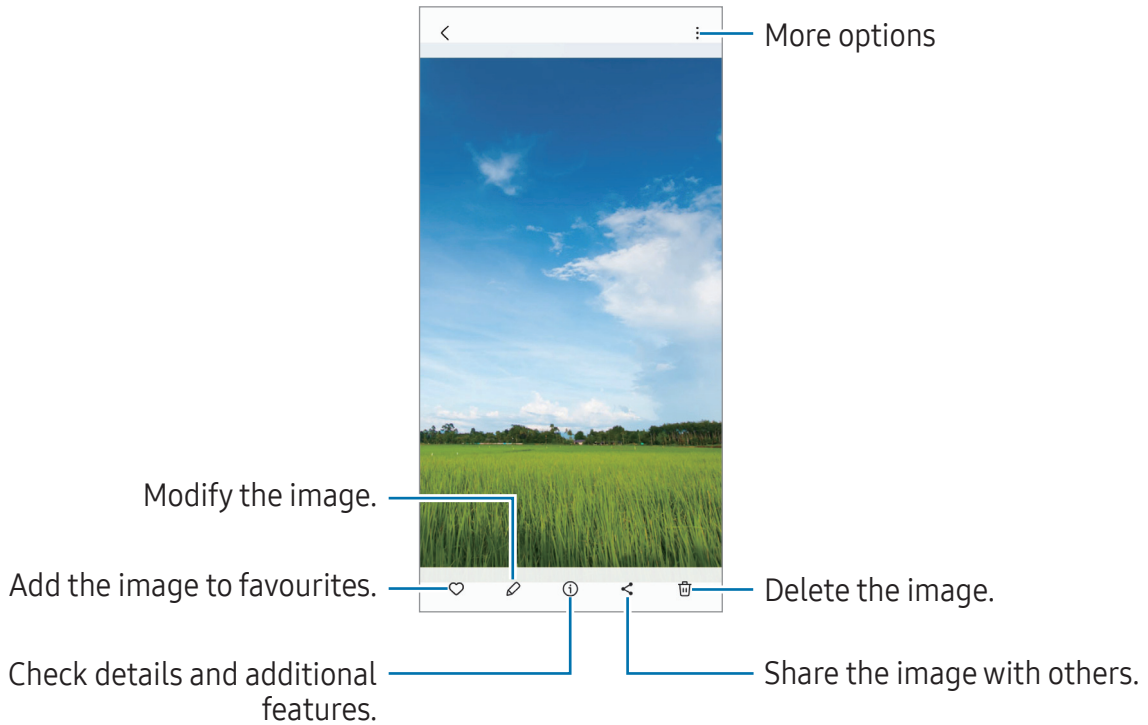 More options
Modify the image.
Add the image to favourites.
Delete the image.
Check details and additional
features.
Share the image with others.